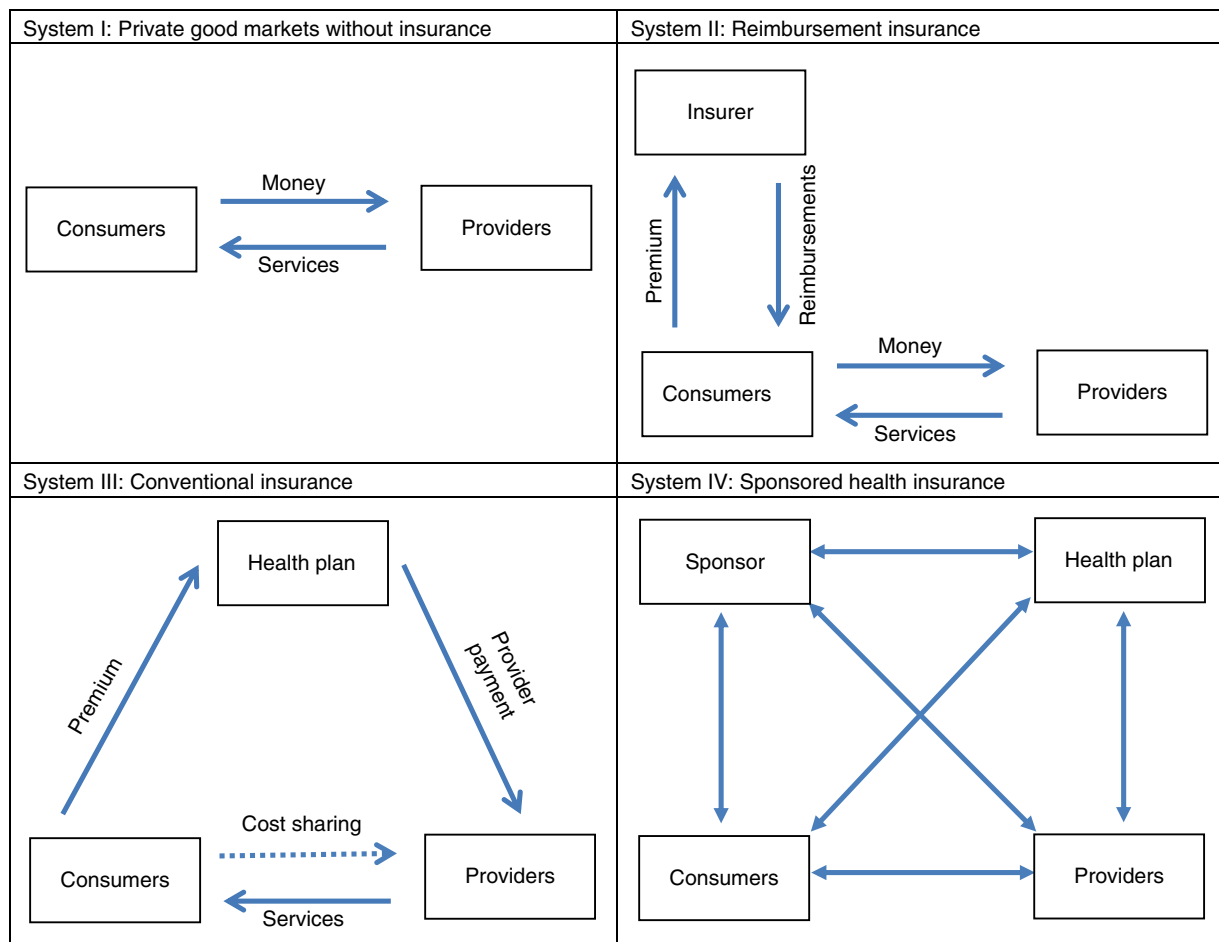 System I: Private good markets without insurance
Consumers
Money
Services
Providers
System II: Reimbursement insurance
Insurer
Premium
Reimbursements
Consumers
Money
Services
Providers
System III: Conventional insurance
Health plan
Premium
Provider
payment
Cost sharing
Consumers
Services
Providers
System IV: Sponsored health insurance
Sponsor
Health plan
Consumers
Providers